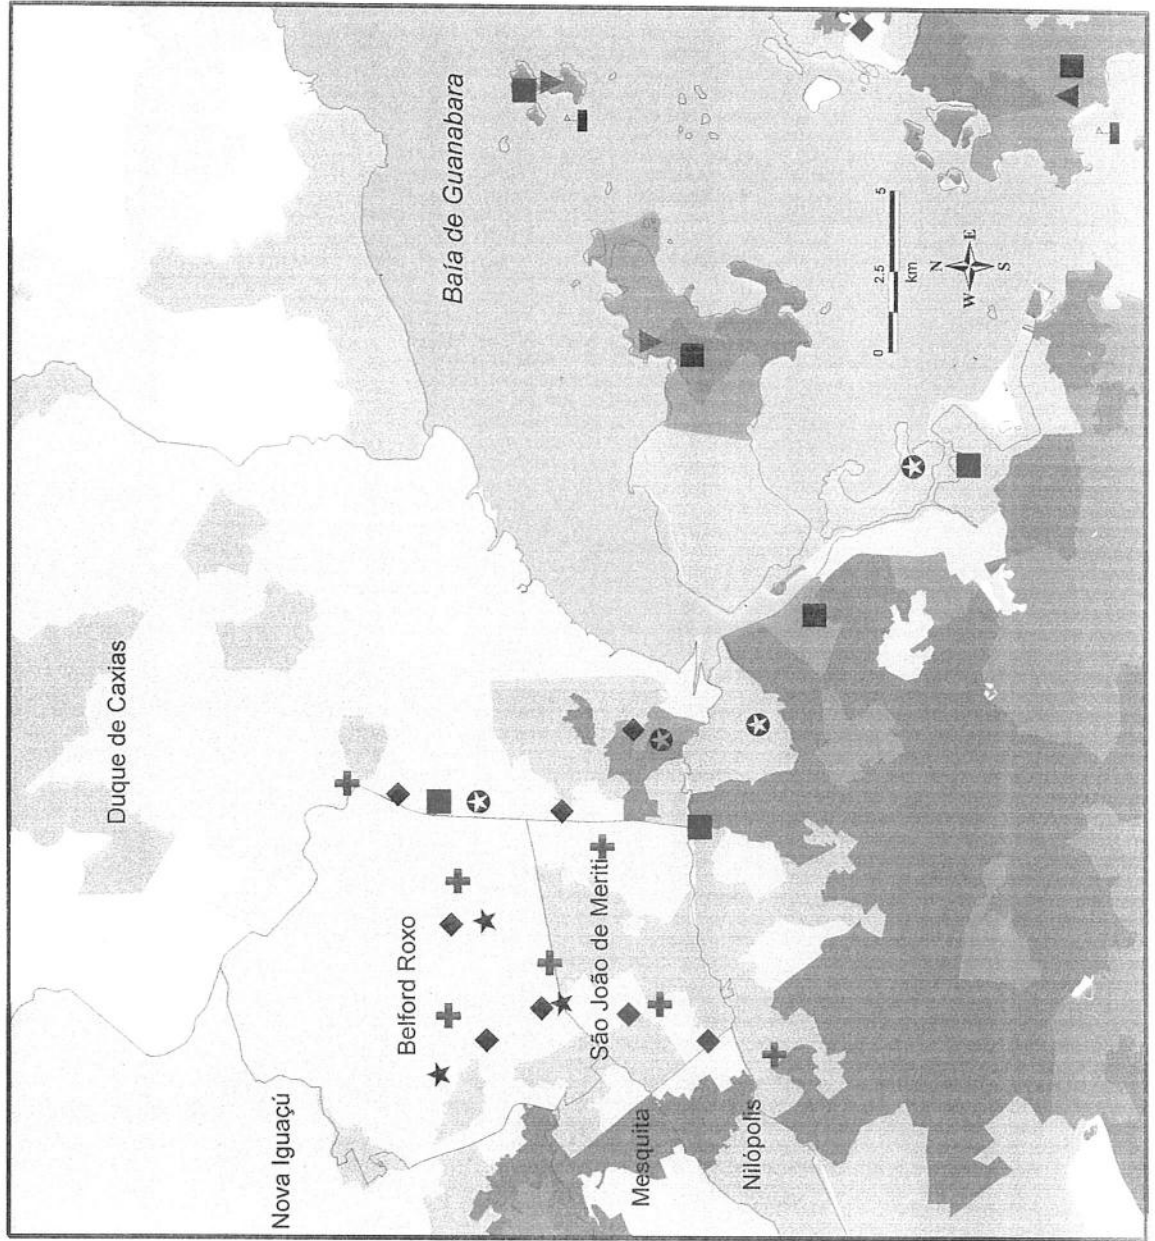 Baía de Guanabara
Duque de Caxias
Belford Roxo
São João de Meriti
Nova Iguaçú
Mesquita
Nilópolis
0 2.5 5
km
N
W E
S